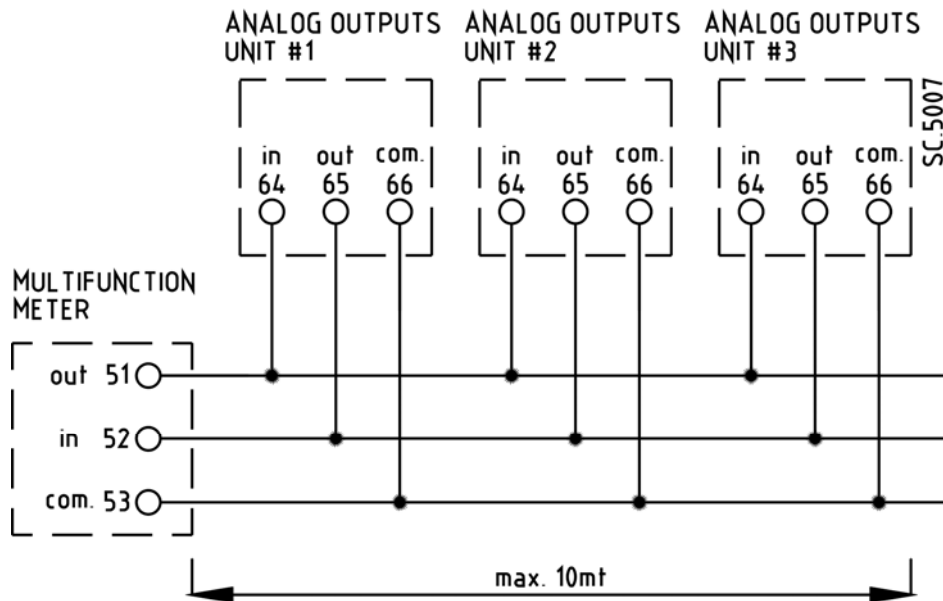 ANALOG OUTPUTS
UNIT #1
ANALOG OUTPUTS
UNIT #2
ANALOG OUTPUTS
UNIT #3
SC.5007
in out com.
64 65 66
in out com.
64 65 66
in out com.
64 65 66
MULTIFUNCTION
METER
out 51
in 52
com. 53
max. 10mt